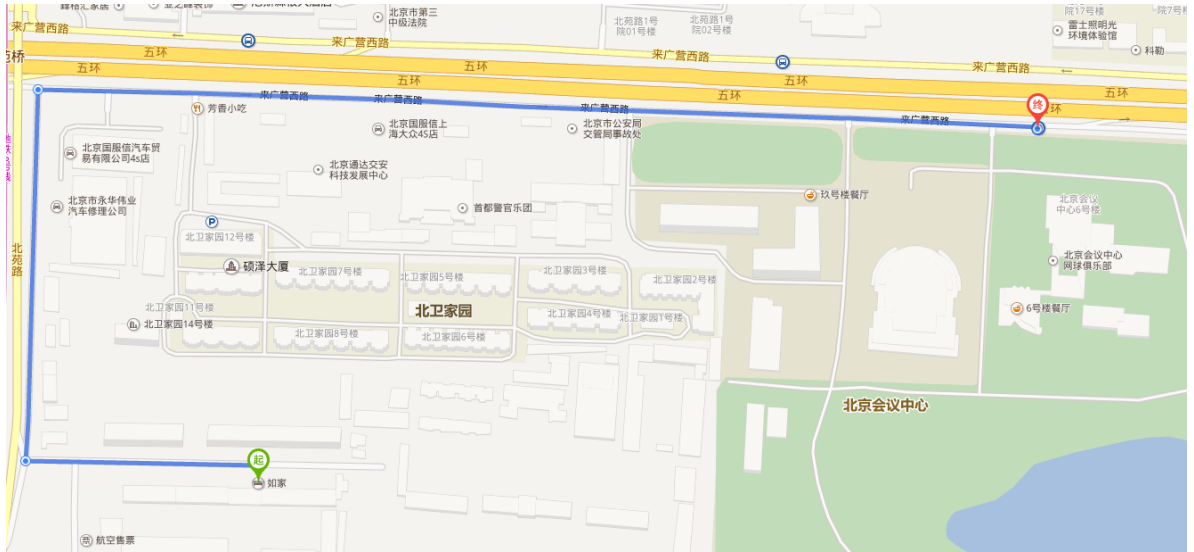 北京市第三
中级法院
北苑路1号
院01号楼
北苑路1号
院02号楼
院17号楼
院7号楼
雷士照明光
环境体验馆
科勒
来广营西路
来广营西路
来广营西路
来广营西路
五环
五环
五环
五环
五环
五环
环
来广营西路
来广营西路
来广营西路
来广营西路
终
芳香小吃
北京国服信上
海大众4S店
北京市公安局
交管局事故处
北京国服信汽车贸
易有限公司4s店
北京通达交安
科技发展中心
北京市永华伟业
汽车修理公司
首都警官乐团
玖号楼餐厅
北京会议
中心6号楼
P
北卫家园12号楼
北苑路
硕泽大厦
北卫家园7号楼
北卫家园5号楼
北卫家园3号楼
北卫家园2号楼
北京会议中心
网球俱乐部
北卫家园11号楼
北卫家园
北卫家园4号楼
北卫家园1号楼
6号楼餐厅
北卫家园14号楼
北卫家园8号楼
北卫家园6号楼
北京会议中心
起
如家
航空售票